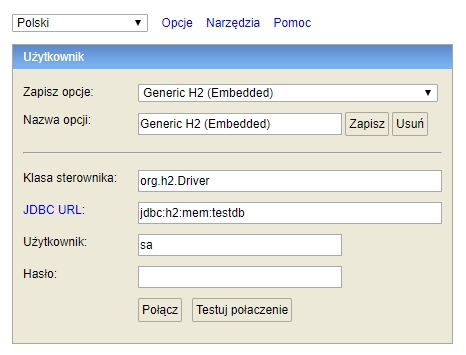 Polski Opcje Narzędzia Pomoc
Użytkownik
Zapisz opcje: Generic H2 (Embedded)
Nazwa opcji: Generic H2 (Embedded) Zapisz Usuń
Klasa sterownika: org.h2.Driver
JDBC URL: jdbc:h2:mem:testdb
Użytkownik: sa
Hasło:
Połącz Testuj połaczenie